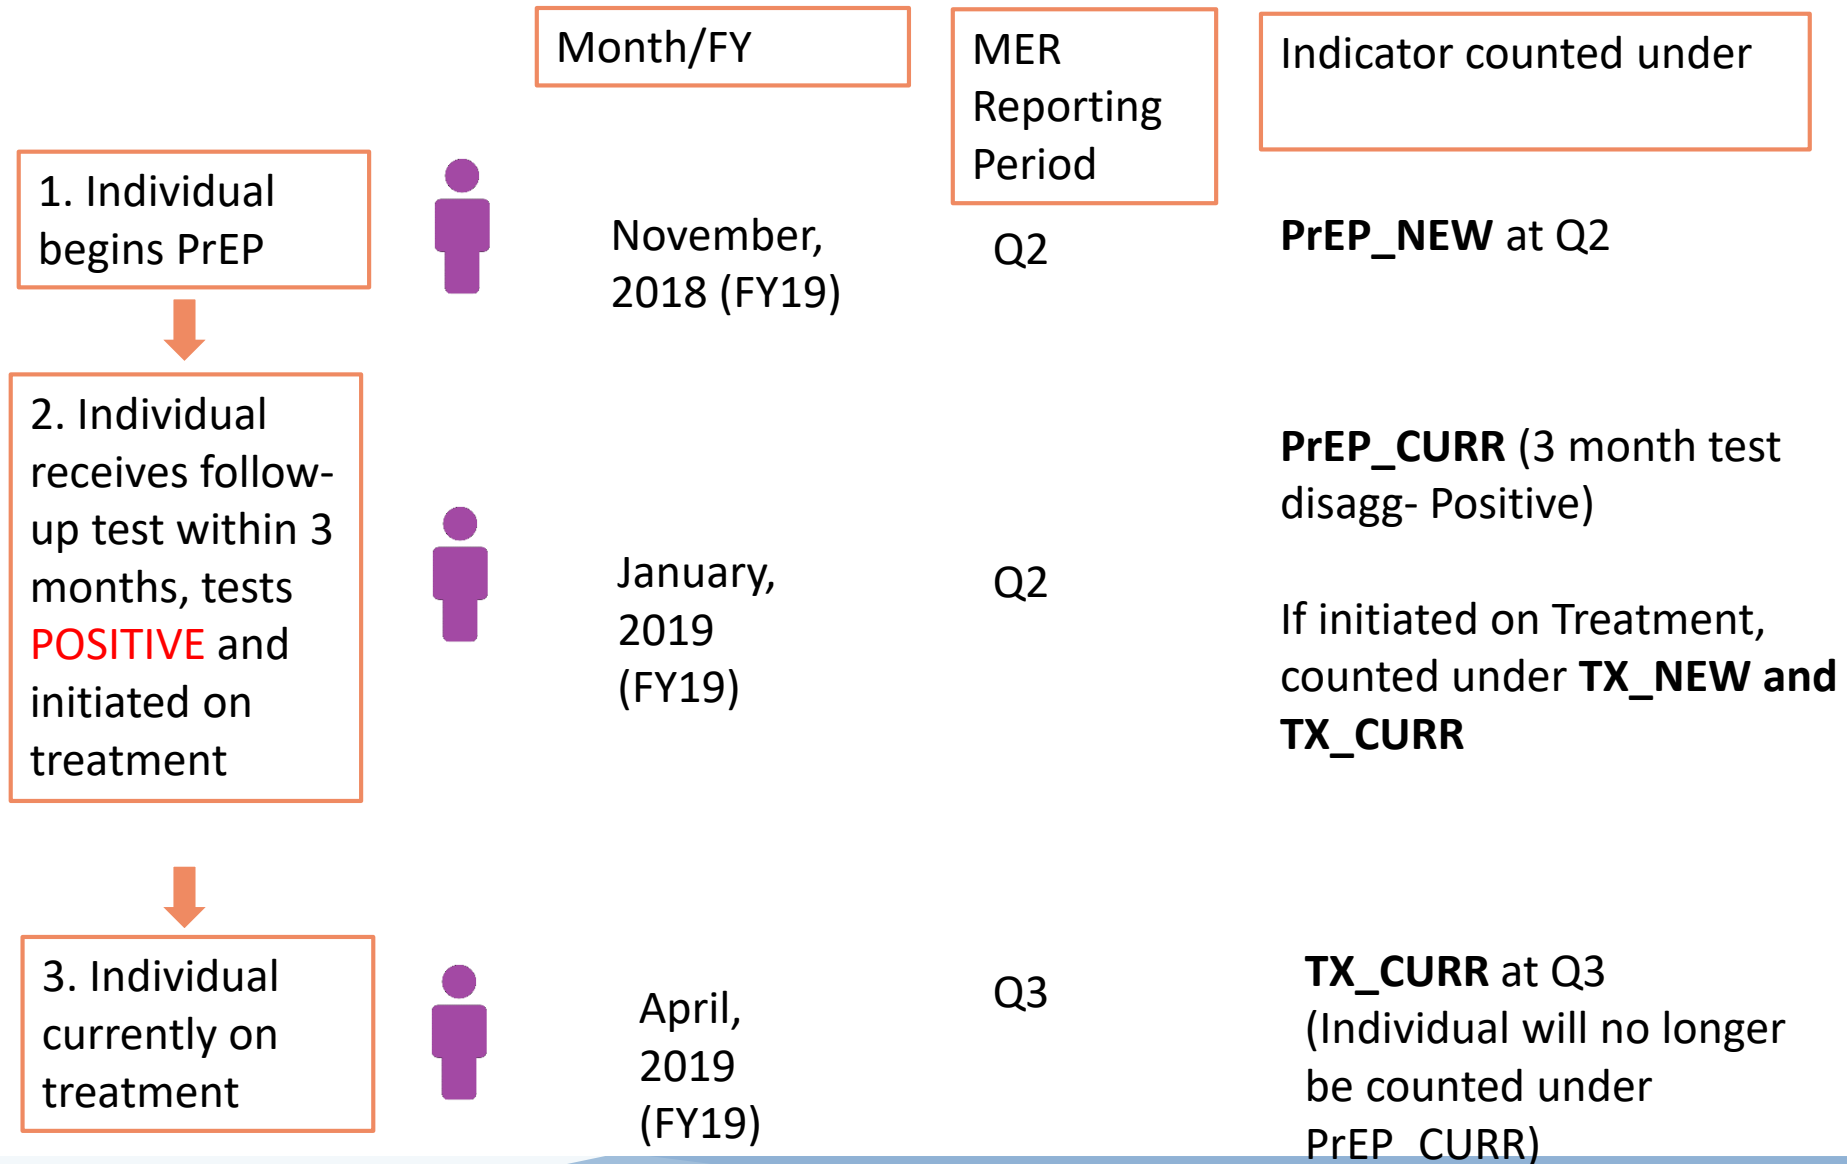 Month/FY
MER
Reporting
Period
Indicator counted under
1. Individual
begins PrEP
November,
2018 (FY19)
Q2
PrEP_NEW at Q2
2. Individual
receives follow-
up test within 3
months, tests
POSITIVE and
initiated on
treatment
January,
2019
(FY19)
Q2
PrEP_CURR (3 month test
disagg- Positive)
If initiated on Treatment,
counted under TX_NEW and
TX_CURR
3. Individual
currently on
treatment
April,
2019
(FY19)
Q3
TX_CURR at Q3
(Individual will no longer
be counted under
PrEP_CURR)